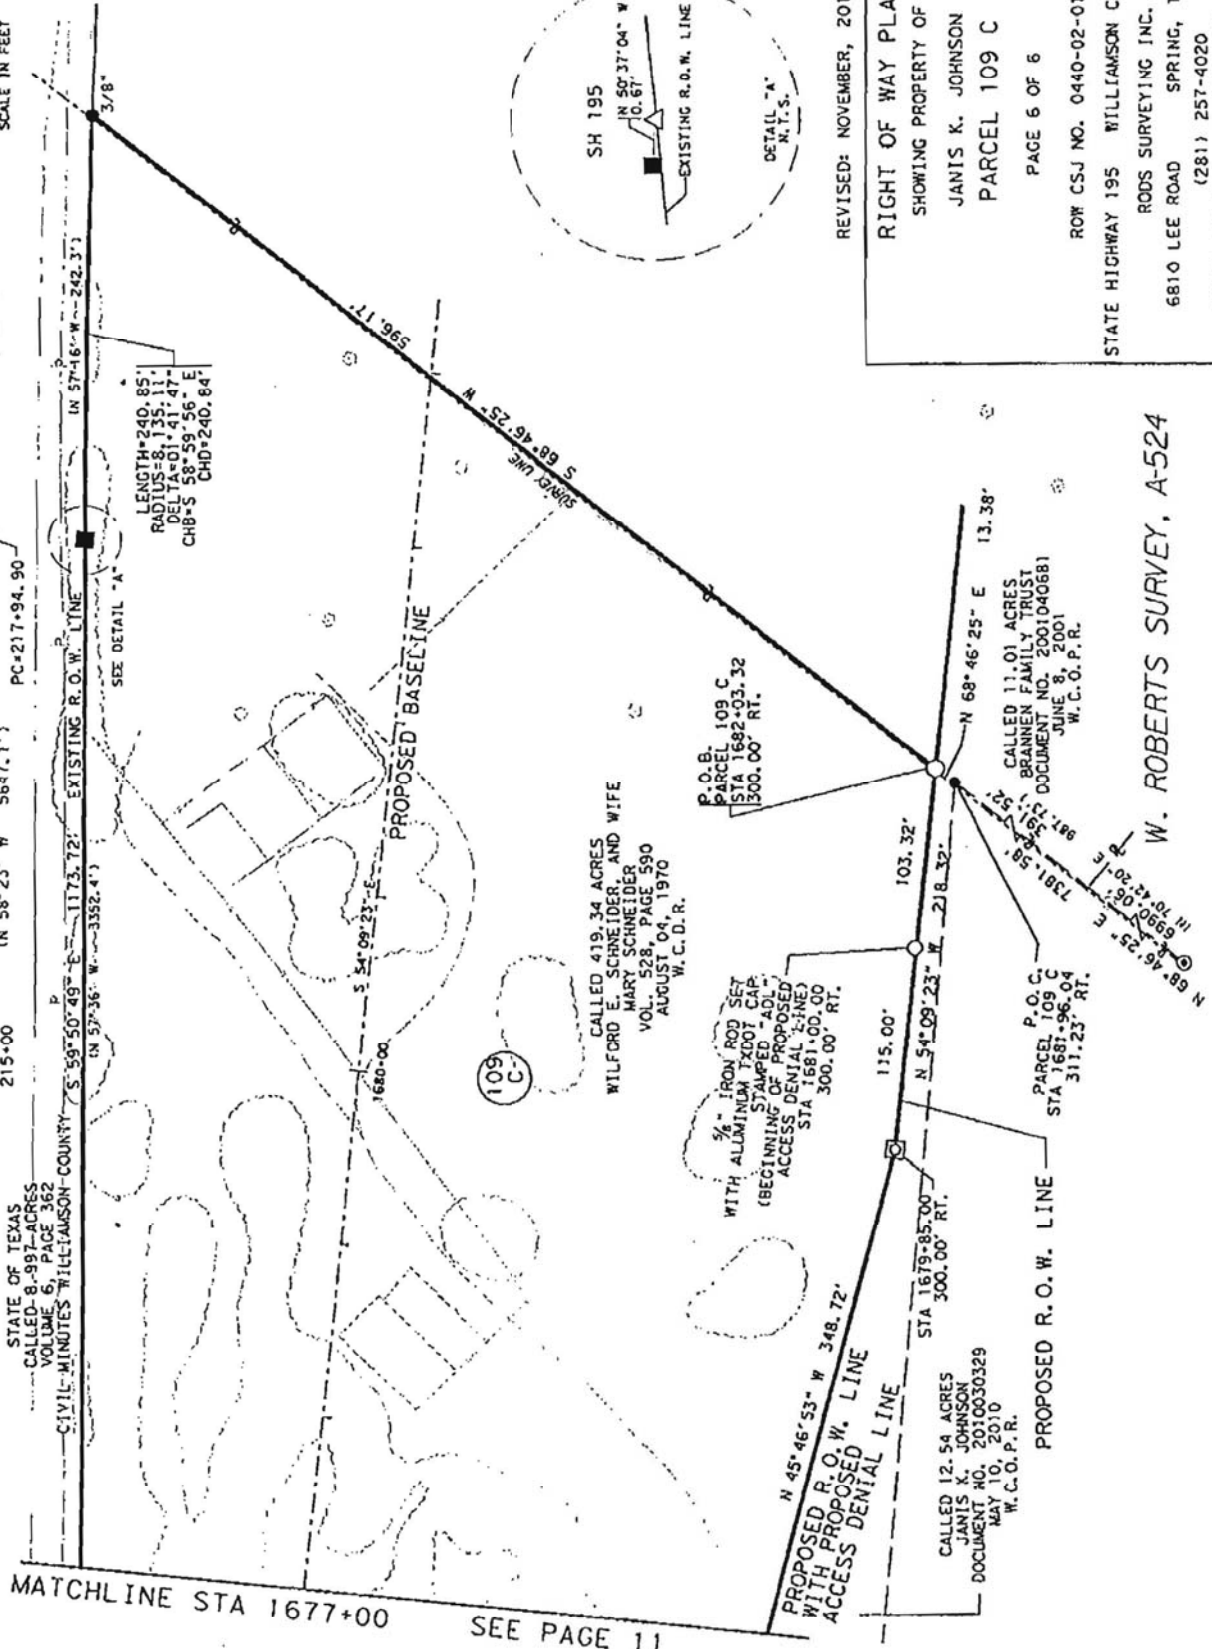 SCALE IN FEET
PC=217+94.90
215+00
STATE OF TEXAS
CALLED 8.997 ACRES
VOLUME 6, PAGE 362
CIVIL MINUTES WILLIAMSON COUNTY
S 59°50'49" E 1173.72'
EXISTING R.O.W. LINE
(N 57°36' W 3352.4')
(N 57°16' W 242.3')
3/8"
SEE DETAIL "A"
LENGTH=240.85'
RADIUS=8,135.11'
DELTA=01°41'47"
CHB=S 58°59'56" E
CHD=240.84'
596.17'
S 68°46'25" W
SURVEY LINE
PROPOSED BASELINE
S 54°09'23" E
1680+00
109
C
CALLED 419.34 ACRES
WILFORD E. SCHNEIDER, AND WIFE
MARY SCHNEIDER
VOL. 528, PAGE 590
AUGUST 04, 1970
W.C.D.R.
P.O.B.
PARCEL 109 C
STA 1682+03.32
300.00' RT.
5/8" IRON ROD SET
WITH ALUMINUM TXDOT CAP
STAMPED "ADL"
(BEGINNING OF PROPOSED
ACCESS DENIAL LINE)
STA 1681+00.00
300.00' RT.
103.32'
115.00'
N 54°09'23" W 218.32'
13.38'
N 68°46'25" E
CALLED 11.01 ACRES
BRANNEN FAMILY TRUST
DOCUMENT NO. 2001040681
JUNE 8, 2001
W.C.O.P.R.
391.52'
987.73')
7381.58'
6990.06'
(N 70°42'20" E
N 68°46'25" E
P.O.C.
PARCEL 109 C
STA 1681+96.04
311.23' RT.
STA 1679+85.00
300.00' RT.
PROPOSED R.O.W. LINE
N 45°46'53" W 348.72'
PROPOSED R.O.W. LINE
WITH PROPOSED
ACCESS DENIAL LINE
CALLED 12.54 ACRES
JANIS K. JOHNSON
DOCUMENT NO. 2010030329
MAY 10, 2010
W.C.O.P.R.
MATCHLINE STA 1677+00
SEE PAGE 11
W. ROBERTS SURVEY, A-524
SH 195
(N 50°37'04" W
0.67'
EXISTING R.O.W. LINE
DETAIL "A"
N.T.S.
REVISED: NOVEMBER, 201
RIGHT OF WAY PLA
SHOWING PROPERTY OF
JANIS K. JOHNSON
PARCEL 109 C
PAGE 6 OF 6
ROW CSJ NO. 0440-02-01
STATE HIGHWAY 195 WILLIAMSON C
RODS SURVEYING INC.
6810 LEE ROAD SPRING, T
(281) 257-4020